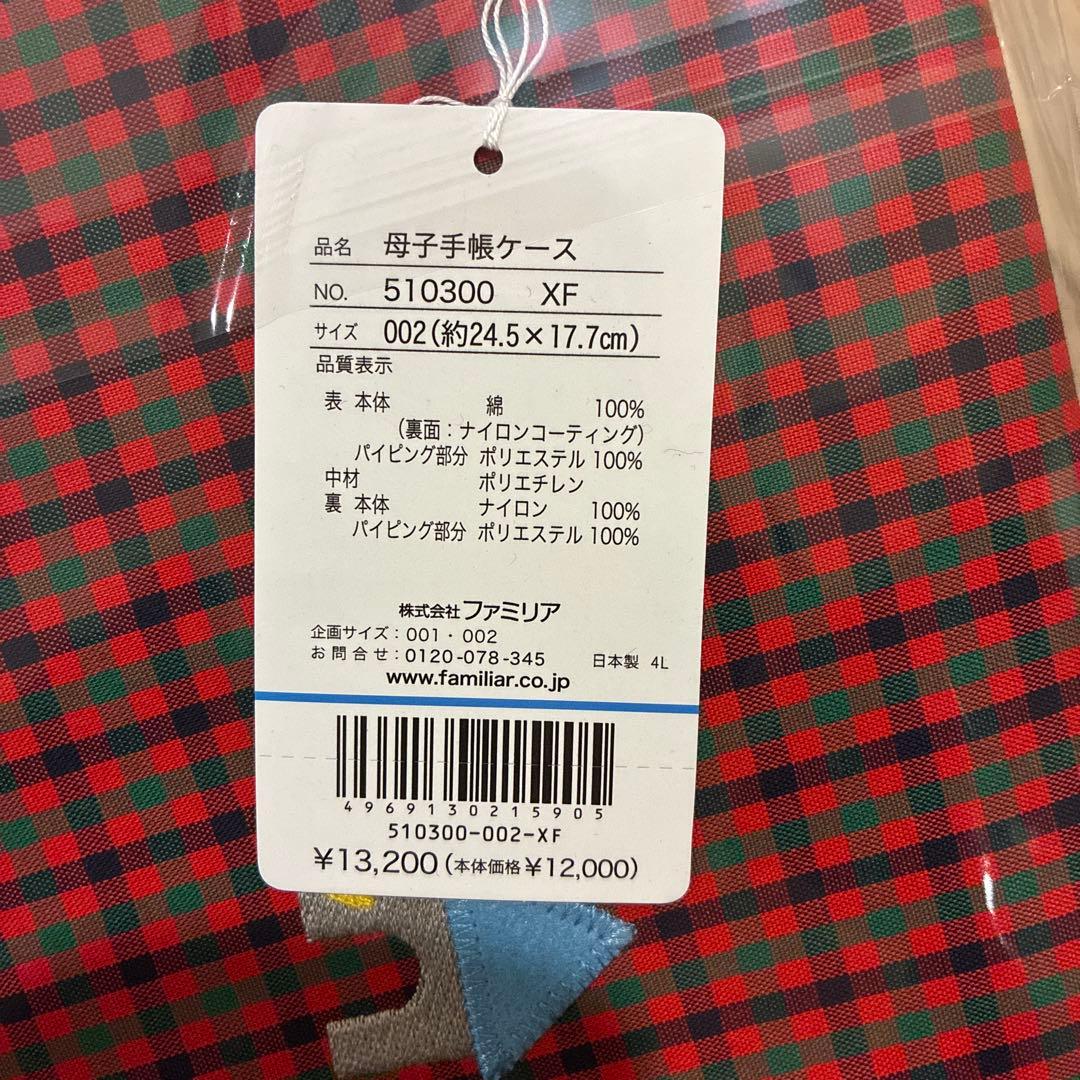 品名 母子手帳ケース
NO. 510300 XF
サイズ 002(約24.5×17.7cm)
品質表示
表 本体 綿 100%
(裏面:ナイロンコーティング)
パイピング部分 ポリエステル 100%
中材 ポリエチレン
裏 本体 ナイロン 100%
パイピング部分 ポリエステル 100%
株式会社ファミリア
企画サイズ:001・002
お問合せ:0120-078-345 日本製 4L
www.familiar.co.jp
4969130215905
510300-002-XF
¥13,200(本体価格¥12,000)